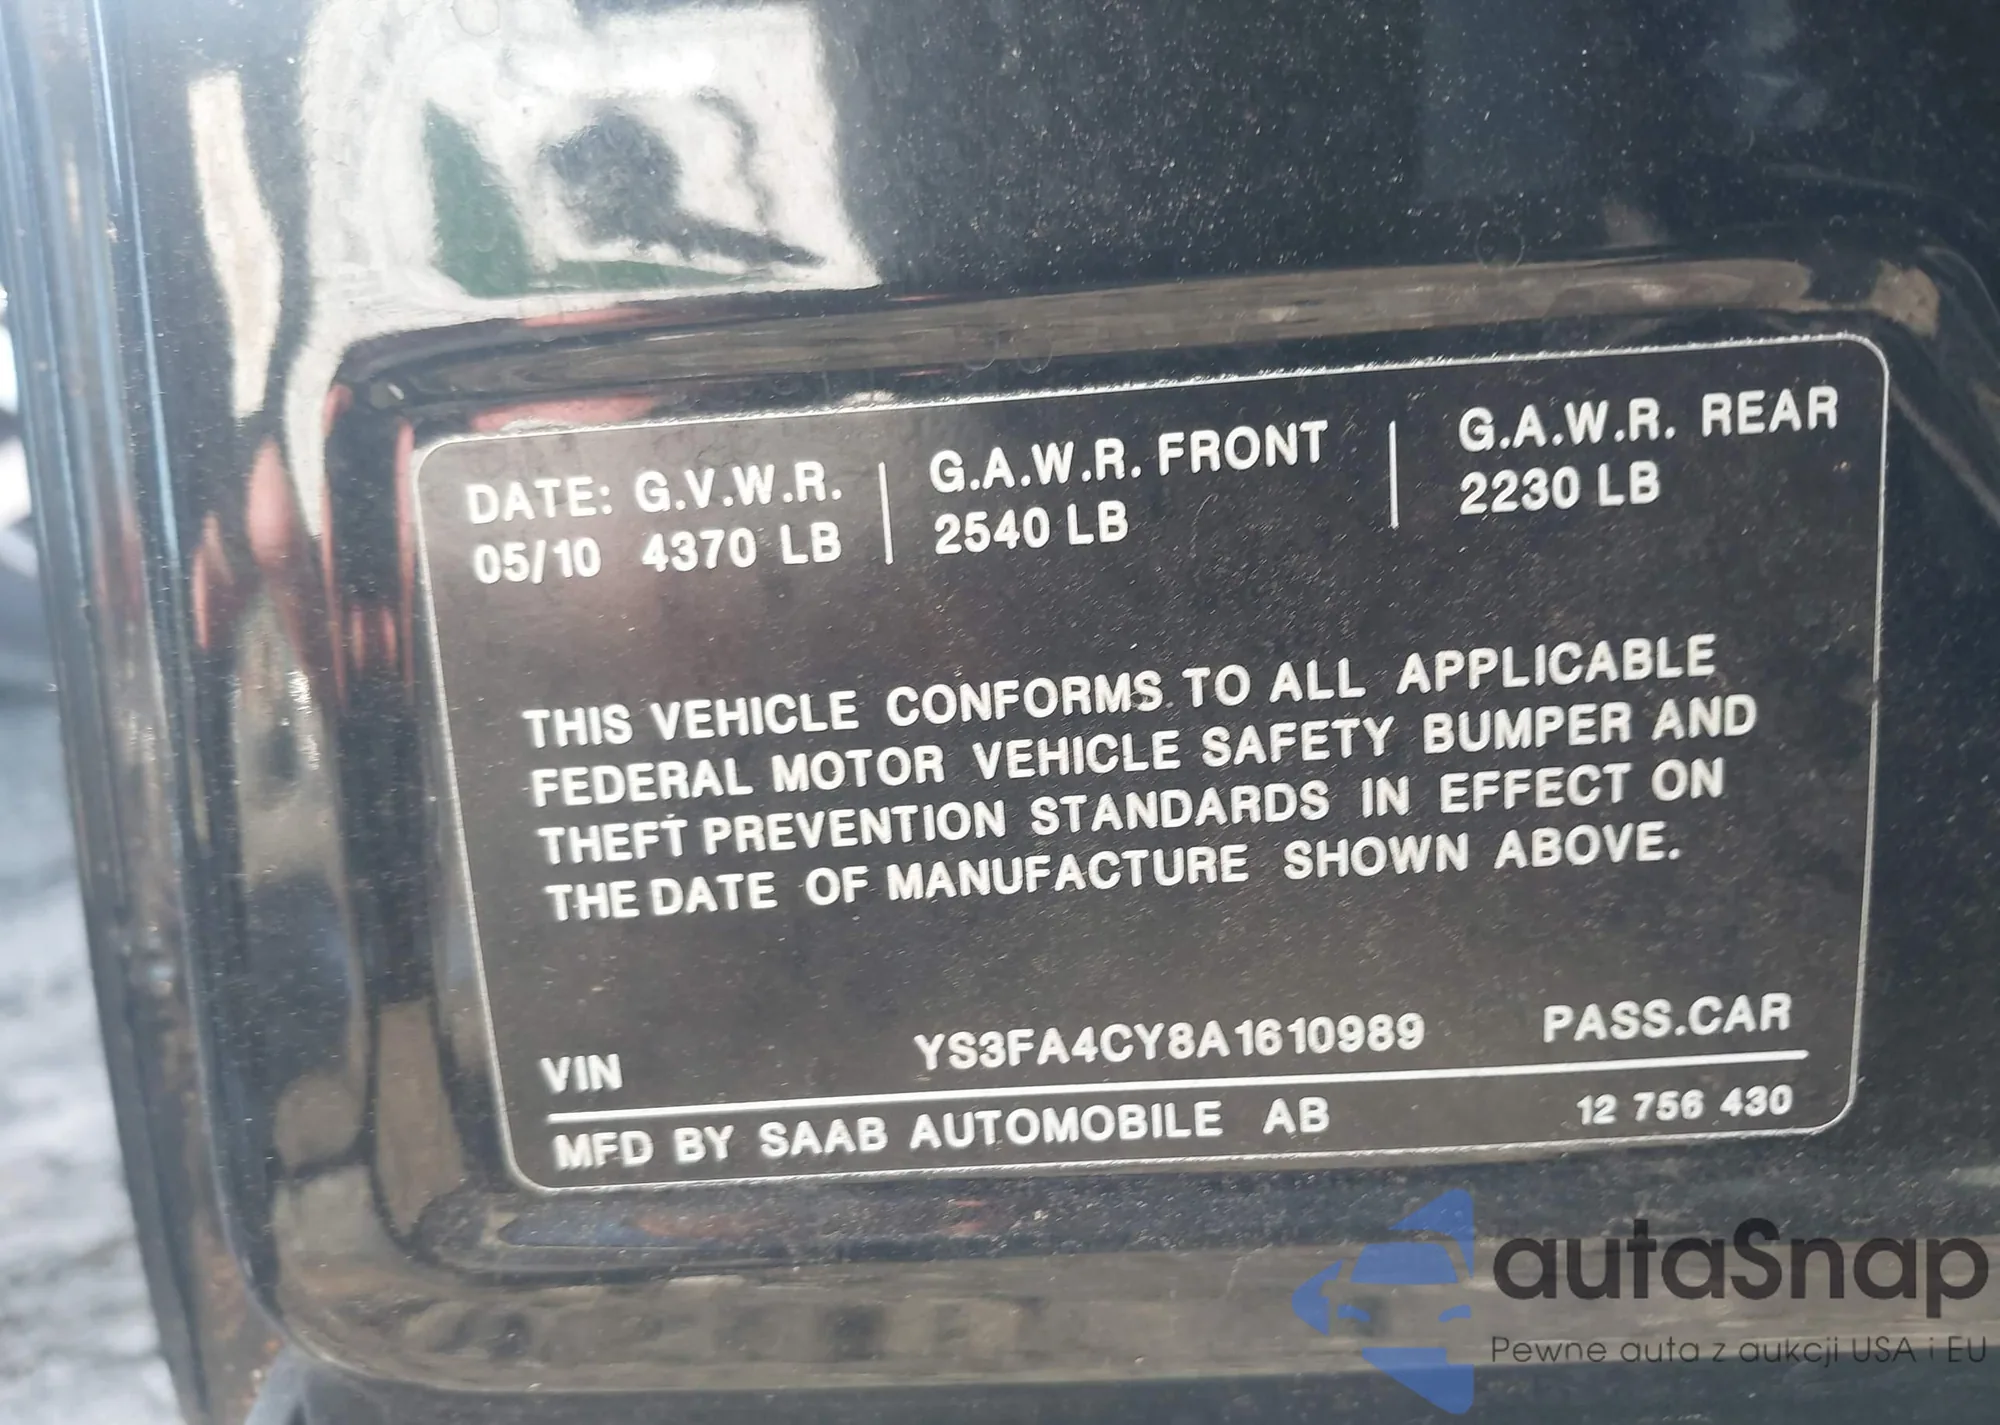 DATE: G.V.W.R. | G.A.W.R. FRONT | G.A.W.R. REAR
05/10 4370 LB | 2540 LB | 2230 LB
THIS VEHICLE CONFORMS TO ALL APPLICABLE
FEDERAL MOTOR VEHICLE SAFETY BUMPER AND
THEFT PREVENTION STANDARDS IN EFFECT ON
THE DATE OF MANUFACTURE SHOWN ABOVE.
VIN YS3FA4CY8A1610989 PASS.CAR
MFD BY SAAB AUTOMOBILE AB 12 756 430
autaSnap
Pewne auta z aukcji USA i EU